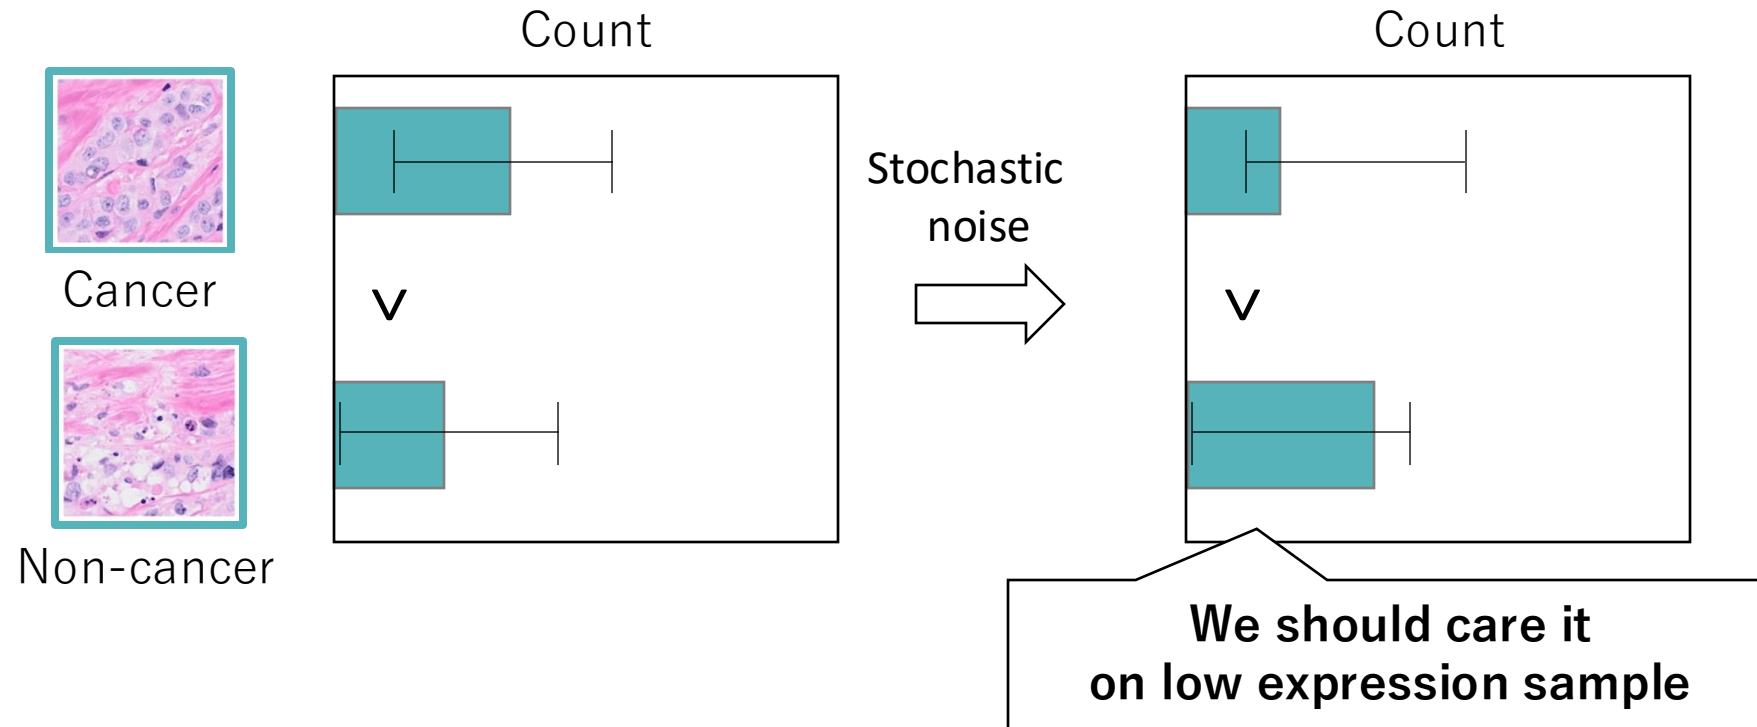 Count
Count
Cancer
Stochastic
noise
V
V
Non-cancer
We should care it
on low expression sample